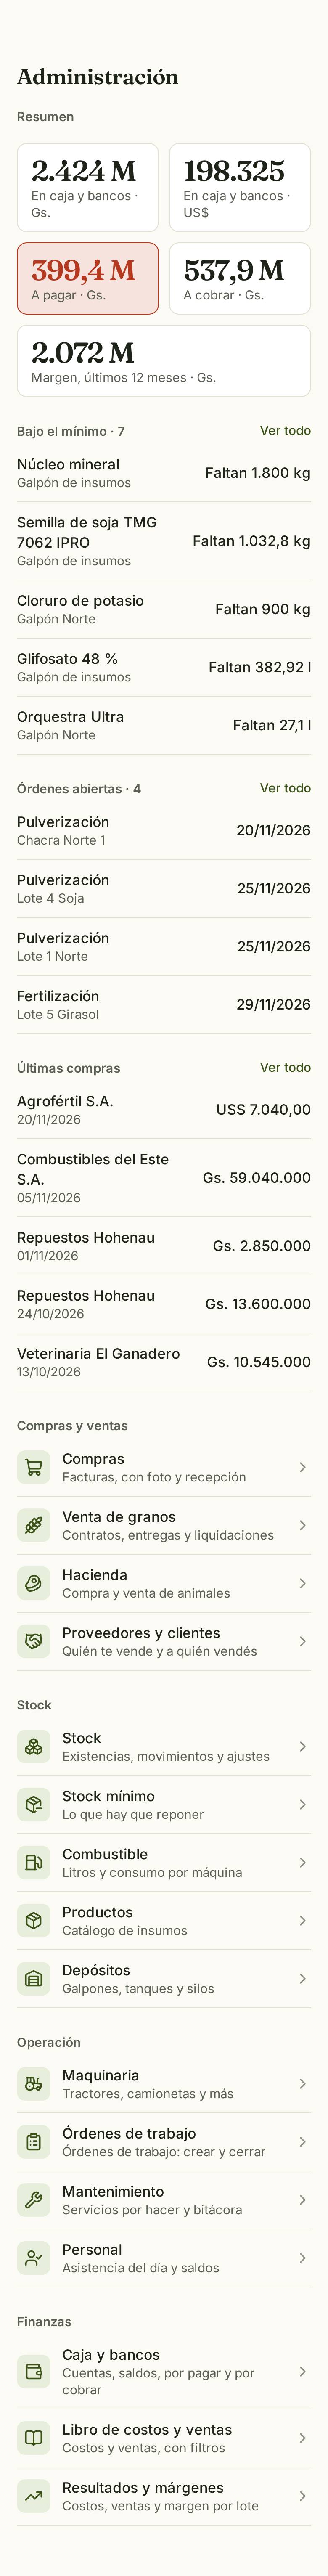 Administración
Resumen
2.424 M
En caja y bancos ·
Gs.
198.325
En caja y bancos ·
US$
399,4 M
A pagar · Gs.
537,9 M
A cobrar · Gs.
2.072 M
Margen, últimos 12 meses · Gs.
Bajo el mínimo · 7
Ver todo
Núcleo mineral
Galpón de insumos
Faltan 1.800 kg
Semilla de soja TMG
7062 IPRO
Galpón de insumos
Faltan 1.032,8 kg
Cloruro de potasio
Galpón Norte
Faltan 900 kg
Glifosato 48 %
Galpón de insumos
Faltan 382,92 l
Orquestra Ultra
Galpón Norte
Faltan 27,1 l
Órdenes abiertas · 4
Ver todo
Pulverización
Chacra Norte 1
20/11/2026
Pulverización
Lote 4 Soja
25/11/2026
Pulverización
Lote 1 Norte
25/11/2026
Fertilización
Lote 5 Girasol
29/11/2026
Últimas compras
Ver todo
Agrofértil S.A.
20/11/2026
US$ 7.040,00
Combustibles del Este
S.A.
05/11/2026
Gs. 59.040.000
Repuestos Hohenau
01/11/2026
Gs. 2.850.000
Repuestos Hohenau
24/10/2026
Gs. 13.600.000
Veterinaria El Ganadero
13/10/2026
Gs. 10.545.000
Compras y ventas
Compras
Facturas, con foto y recepción
Venta de granos
Contratos, entregas y liquidaciones
Hacienda
Compra y venta de animales
Proveedores y clientes
Quién te vende y a quién vendés
Stock
Stock
Existencias, movimientos y ajustes
Stock mínimo
Lo que hay que reponer
Combustible
Litros y consumo por máquina
Productos
Catálogo de insumos
Depósitos
Galpones, tanques y silos
Operación
Maquinaria
Tractores, camionetas y más
Órdenes de trabajo
Órdenes de trabajo: crear y cerrar
Mantenimiento
Servicios por hacer y bitácora
Personal
Asistencia del día y saldos
Finanzas
Caja y bancos
Cuentas, saldos, por pagar y por
cobrar
Libro de costos y ventas
Costos y ventas, con filtros
Resultados y márgenes
Costos, ventas y margen por lote